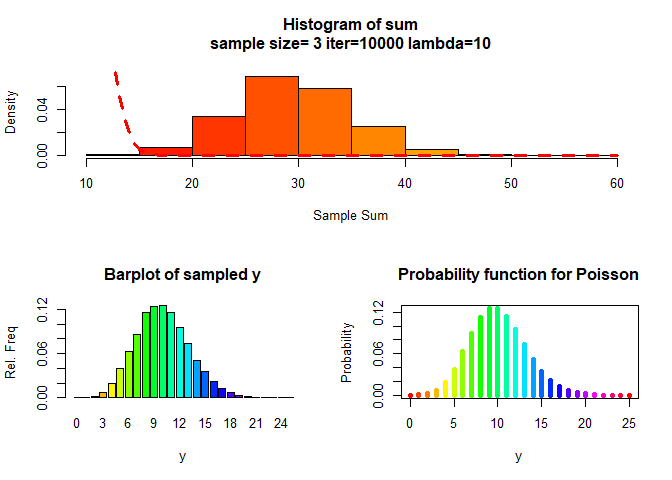 Histogram of sum
sample size= 3 iter=10000 lambda=10
Density
0.04
0.00
10 20 30 40 50 60
Sample Sum
Barplot of sampled y
Rel. Freq
0.12
0.06
0.00
0 3 6 9 12 15 18 21 24
y
Probability function for Poisson
Probability
0.12
0.06
0.00
0 5 10 15 20 25
y